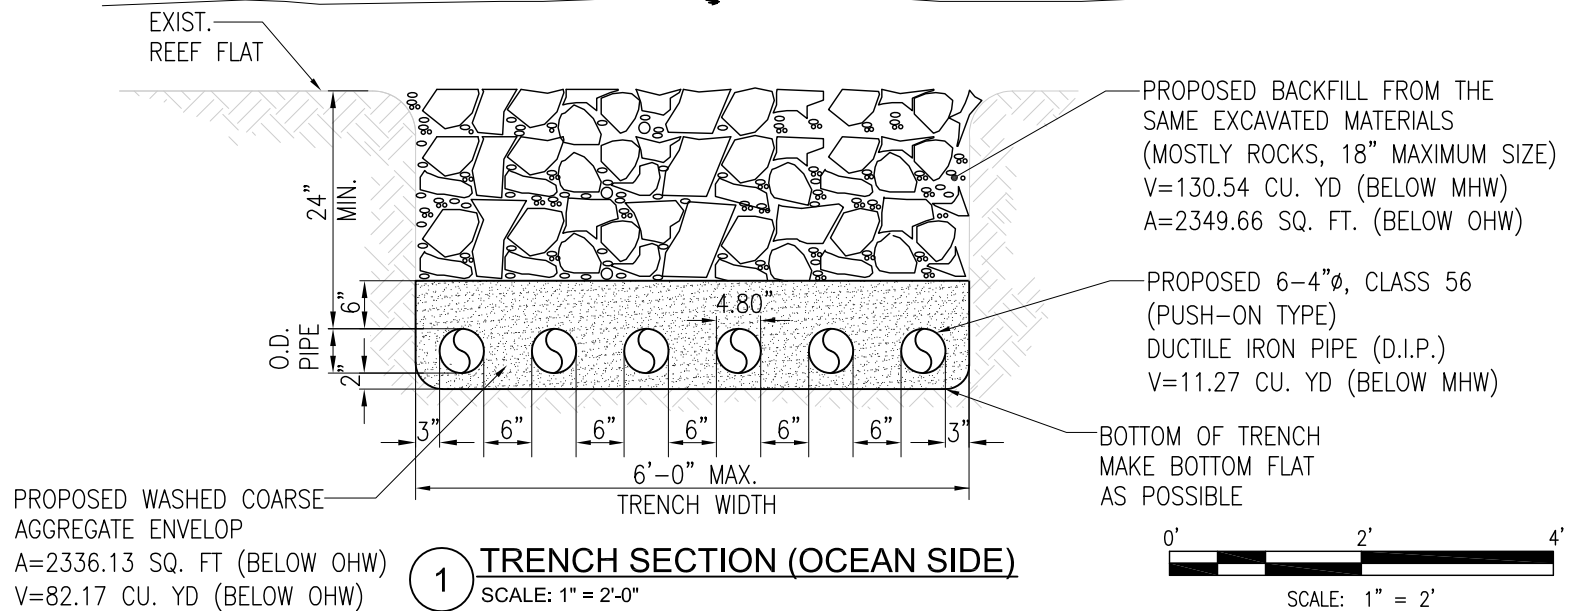 EXIST.
REEF FLAT
24”
MIN.
6”
O.D.
PIPE
2”
4.80”
3”
6”
6”
6”
6”
6”
3”
6’-0” MAX.
TRENCH WIDTH
PROPOSED BACKFILL FROM THE
SAME EXCAVATED MATERIALS
(MOSTLY ROCKS, 18” MAXIMUM SIZE)
V=130.54 CU. YD (BELOW MHW)
A=2349.66 SQ. FT. (BELOW OHW)
PROPOSED 6-4”ø, CLASS 56
(PUSH-ON TYPE)
DUCTILE IRON PIPE (D.I.P.)
V=11.27 CU. YD (BELOW MHW)
BOTTOM OF TRENCH
MAKE BOTTOM FLAT
AS POSSIBLE
PROPOSED WASHED COARSE
AGGREGATE ENVELOP
A=2336.13 SQ. FT (BELOW OHW)
V=82.17 CU. YD (BELOW OHW)
1 TRENCH SECTION (OCEAN SIDE)
SCALE: 1" = 2'-0"
0' 2' 4'
SCALE: 1" = 2'